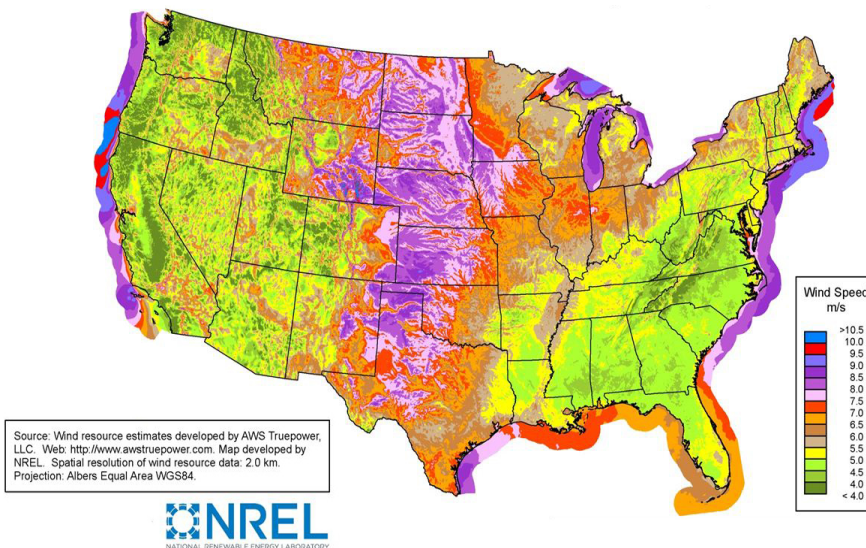 Wind Speed
m/s
>10.5
10.0
9.5
9.0
8.5
8.0
7.5
7.0
6.5
6.0
5.5
5.0
4.5
4.0
< 4.0
Source: Wind resource estimates developed by AWS Truepower,
LLC. Web: http://www.awstruepower.com. Map developed by
NREL. Spatial resolution of wind resource data: 2.0 km.
Projection: Albers Equal Area WGS84.
NREL
NATIONAL RENEWABLE ENERGY LABORATORY